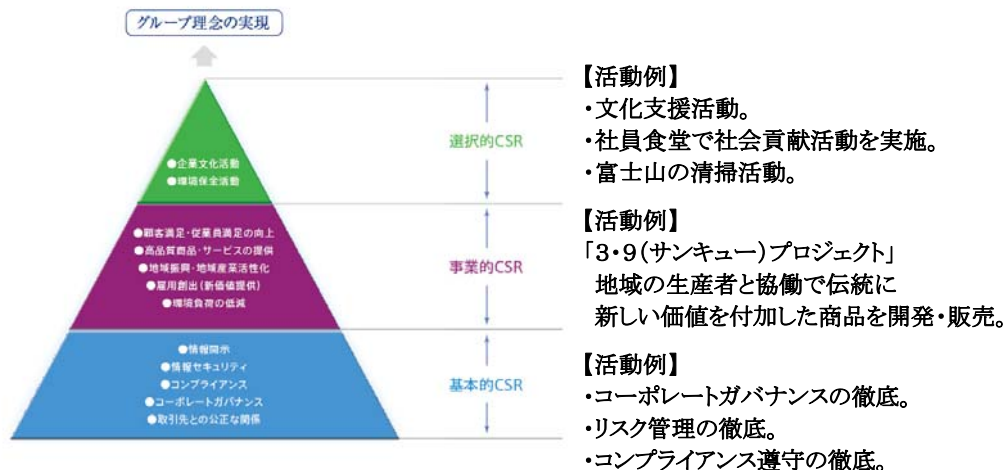 グループ理念の実現
選択的CSR
●企業文化活動
●環境保全活動
【活動例】
・文化支援活動。
・社員食堂で社会貢献活動を実施。
・富士山の清掃活動。
事業的CSR
●顧客満足・従業員満足の向上
●高品質商品・サービスの提供
●地域振興・地域産業活性化
●雇用創出(新価値提供)
●環境負荷の低減
【活動例】
「3・9(サンキュー)プロジェクト」
地域の生産者と協働で伝統に
新しい価値を付加した商品を開発・販売。
基本的CSR
●情報開示
●情報セキュリティ
●コンプライアンス
●コーポレートガバナンス
●取引先との公正な関係
【活動例】
・コーポレートガバナンスの徹底。
・リスク管理の徹底。
・コンプライアンス遵守の徹底。